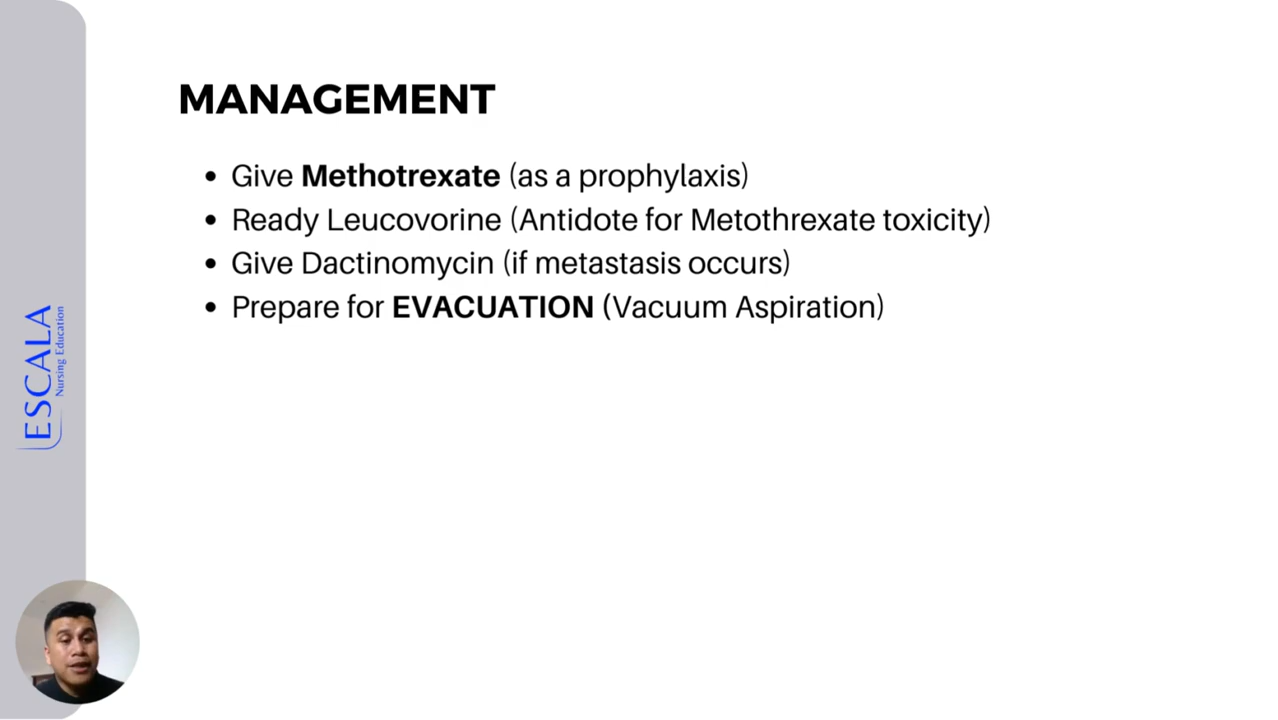 MANAGEMENT
• Give Methotrexate (as a prophylaxis)
• Ready Leucovorine (Antidote for Metothrexate toxicity)
• Give Dactinomycin (if metastasis occurs)
• Prepare for EVACUATION (Vacuum Aspiration)
ESCALA
Nursing Education